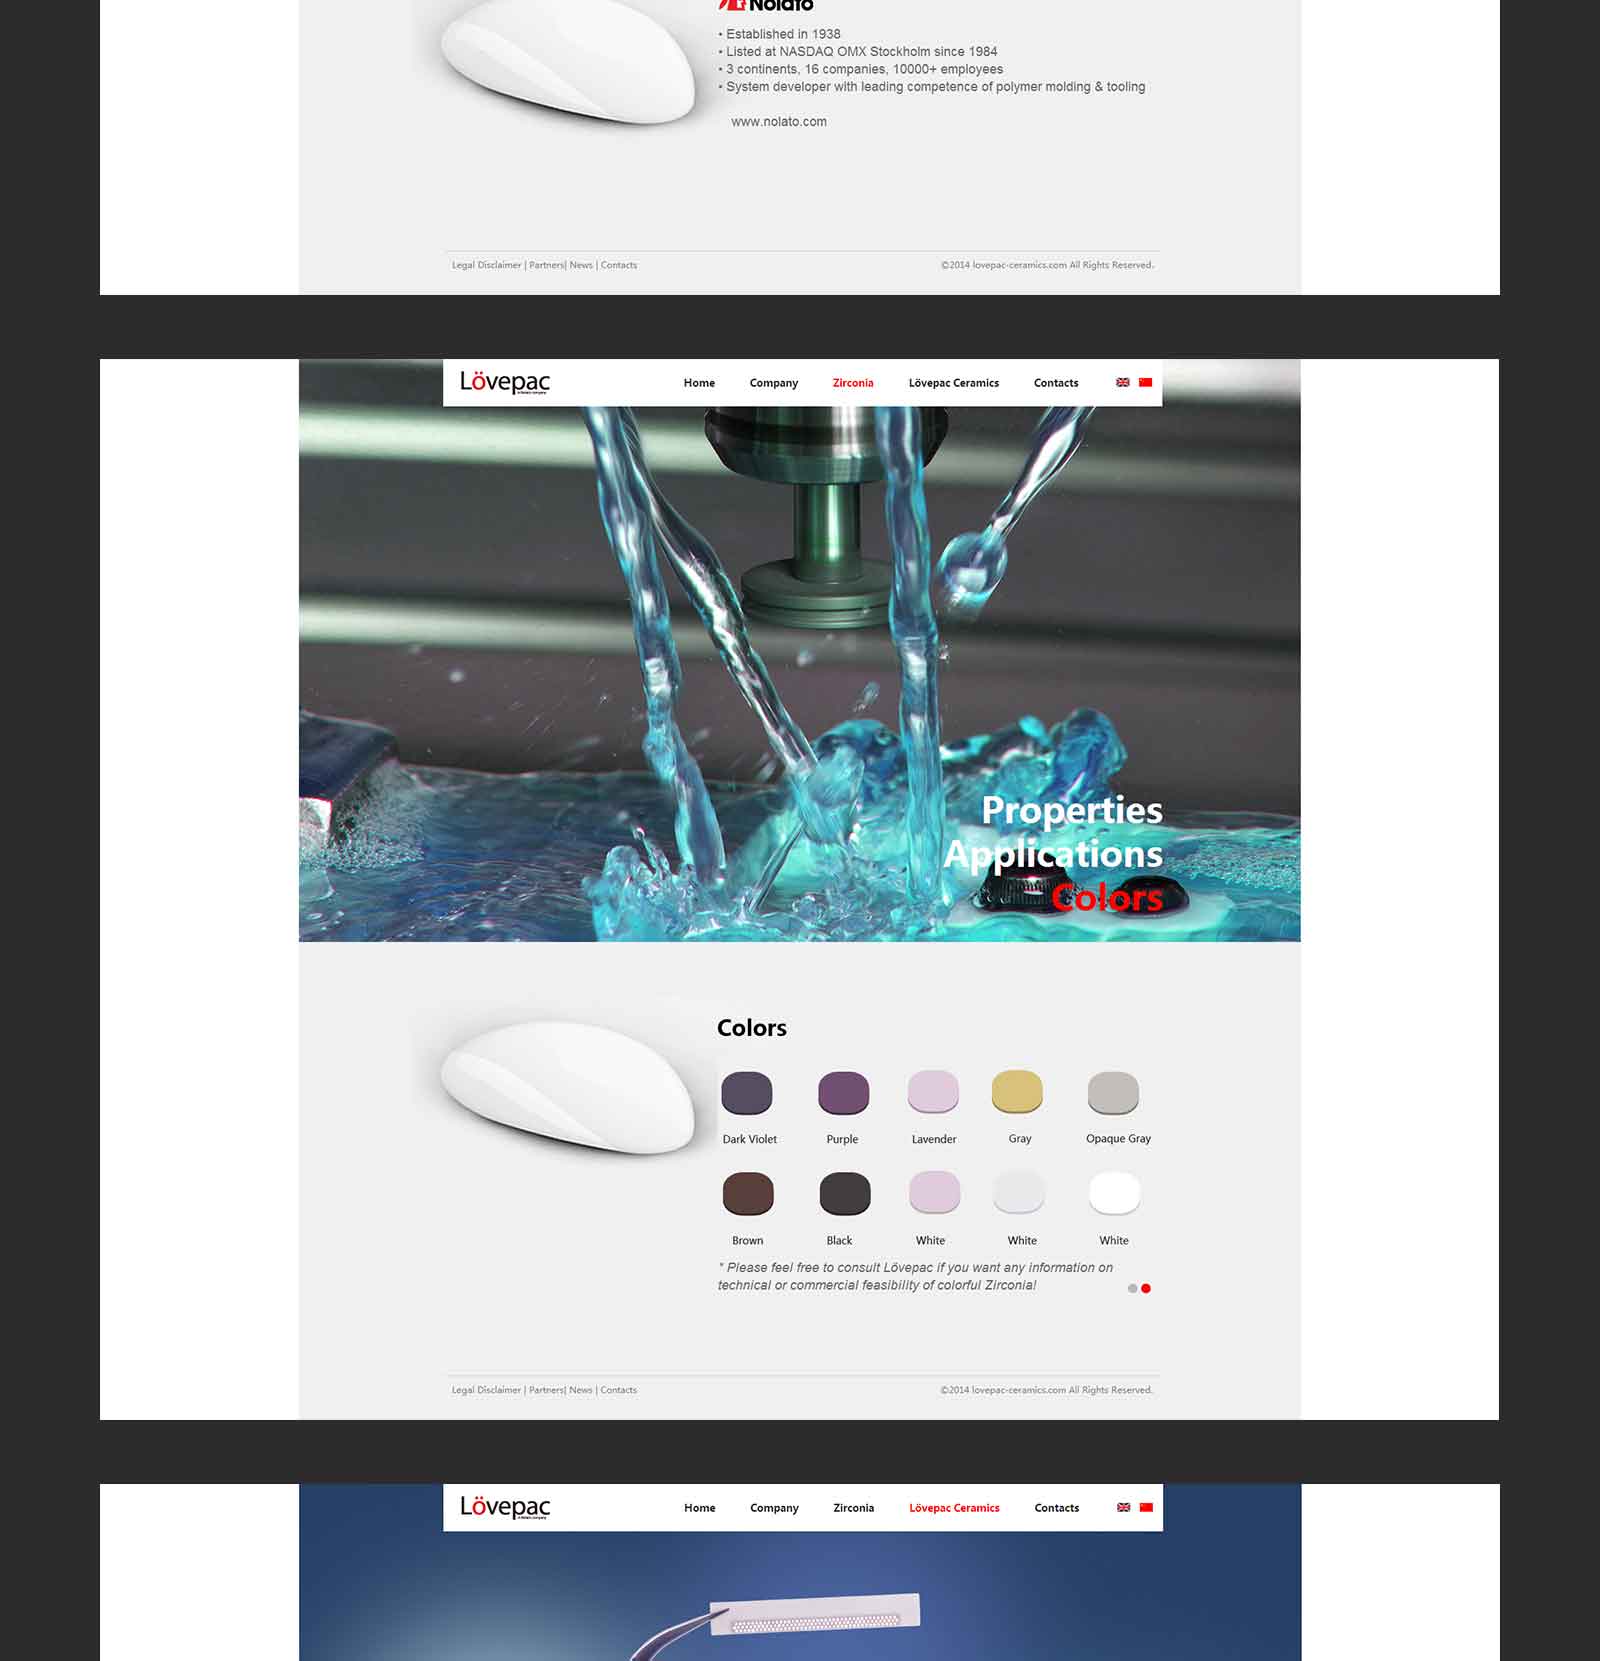 Nolato
• Established in 1938
• Listed at NASDAQ OMX Stockholm since 1984
• 3 continents, 16 companies, 10000+ employees
• System developer with leading competence of polymer molding & tooling
www.nolato.com
Legal Disclaimer | Partners| News | Contacts ©2014 lovepac-ceramics.com All Rights Reserved.
Lövepac Home Company Zirconia Lövepac Ceramics Contacts
Properties
Applications
Colors
Colors
Dark Violet Purple Lavender Gray Opaque Gray
Brown Black White White White
* Please feel free to consult Lövepac if you want any information on
technical or commercial feasibility of colorful Zirconia!
Legal Disclaimer | Partners| News | Contacts ©2014 lovepac-ceramics.com All Rights Reserved.
Lövepac Home Company Zirconia Lövepac Ceramics Contacts